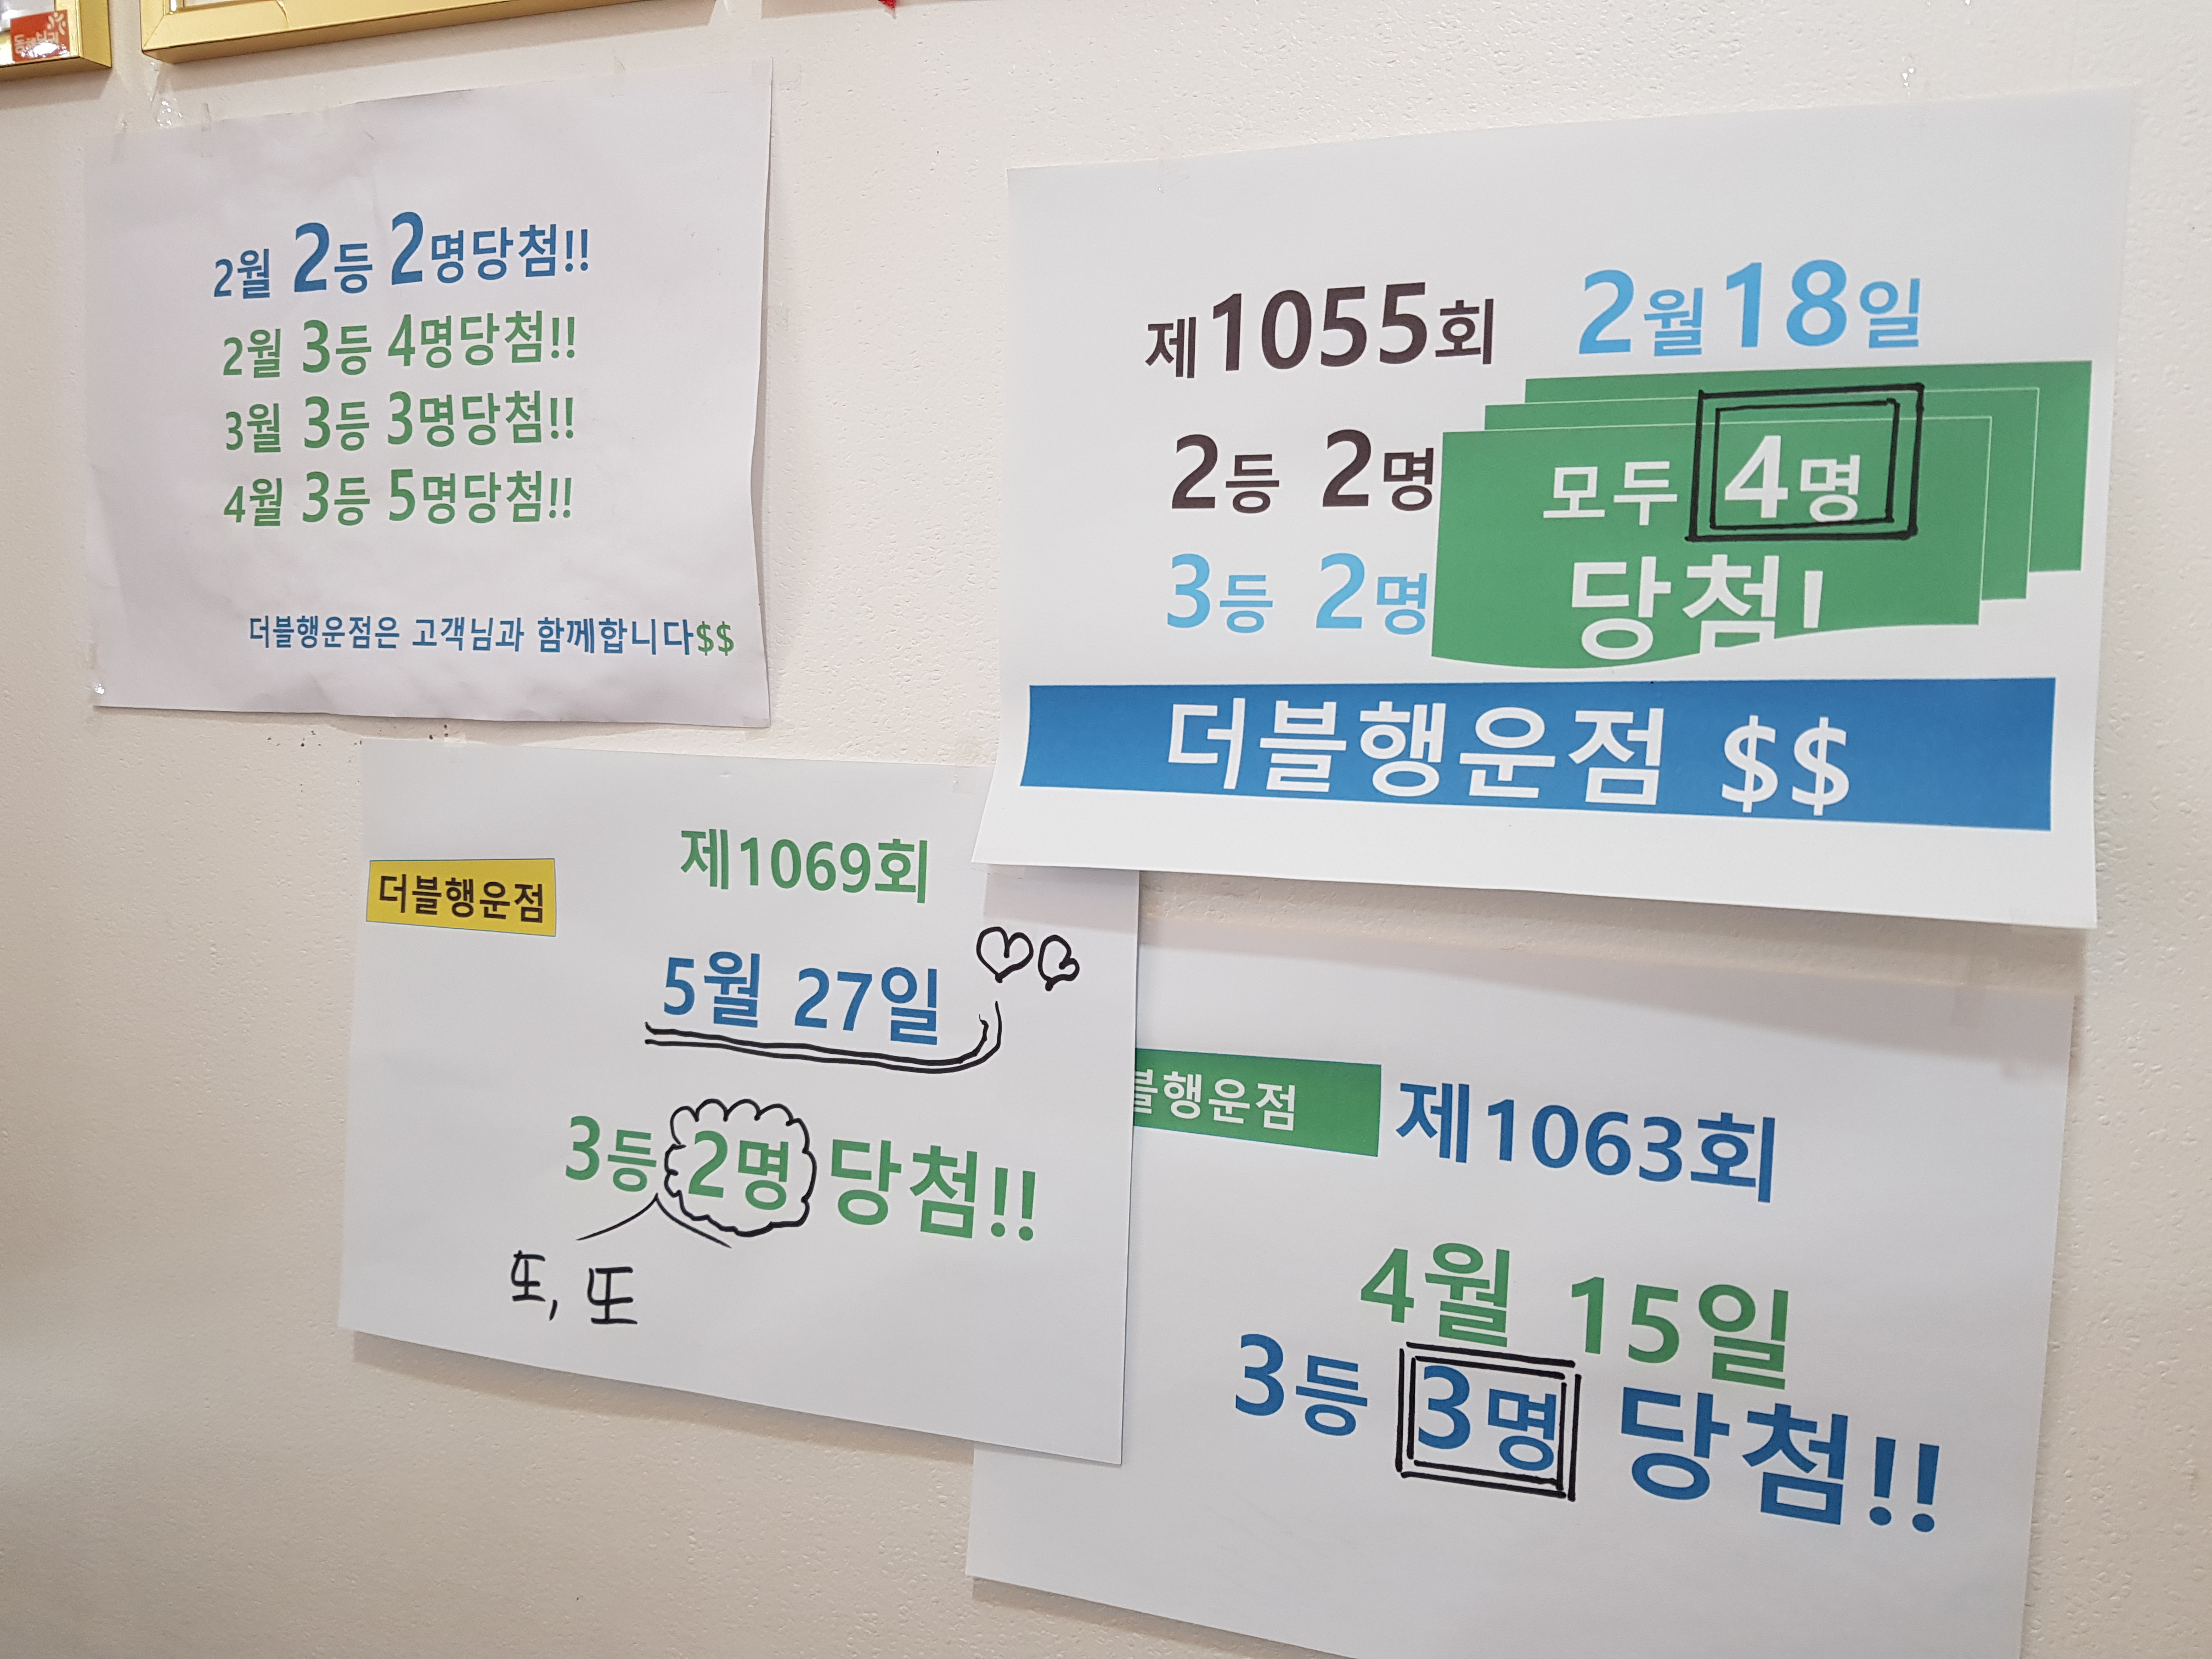 2월 2등 2명당첨!!
2월 3등 4명당첨!!
3월 3등 3명당첨!!
4월 3등 5명당첨!!
더블행운점은 고객님과 함께합니다$$
제1055회 2월18일
2등 2명
3등 2명
모두 4명
당첨!
더블행운점 $$
더블행운점
제1069회
5월 27일
3등 2명 당첨!!
또, 또
블행운점 제1063회
4월 15일
3등 3명 당첨!!